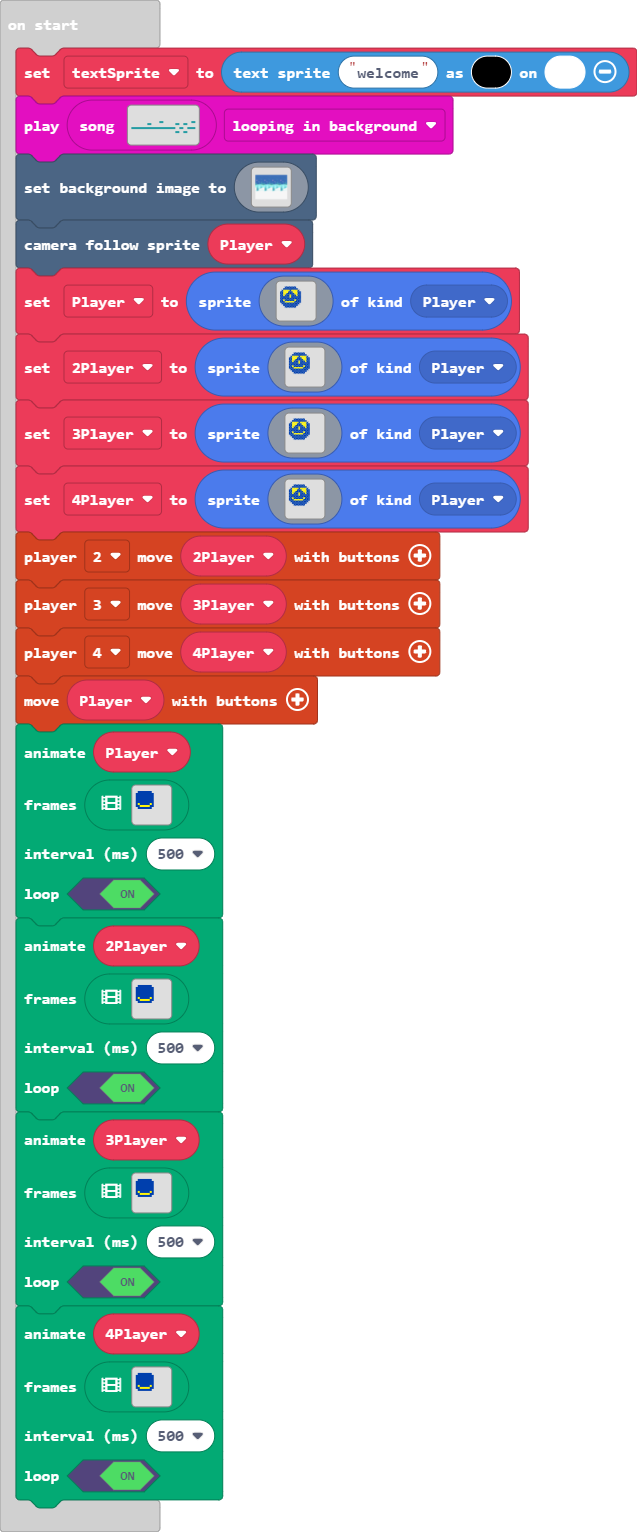 on start
set textSprite to text sprite "welcome" as on
play song looping in background
set background image to
camera follow sprite Player
set Player to sprite of kind Player
set 2Player to sprite of kind Player
set 3Player to sprite of kind Player
set 4Player to sprite of kind Player
player 2 move 2Player with buttons
player 3 move 3Player with buttons
player 4 move 4Player with buttons
move Player with buttons
animate Player
frames
interval (ms) 500
loop ON
animate 2Player
frames
interval (ms) 500
loop ON
animate 3Player
frames
interval (ms) 500
loop ON
animate 4Player
frames
interval (ms) 500
loop ON